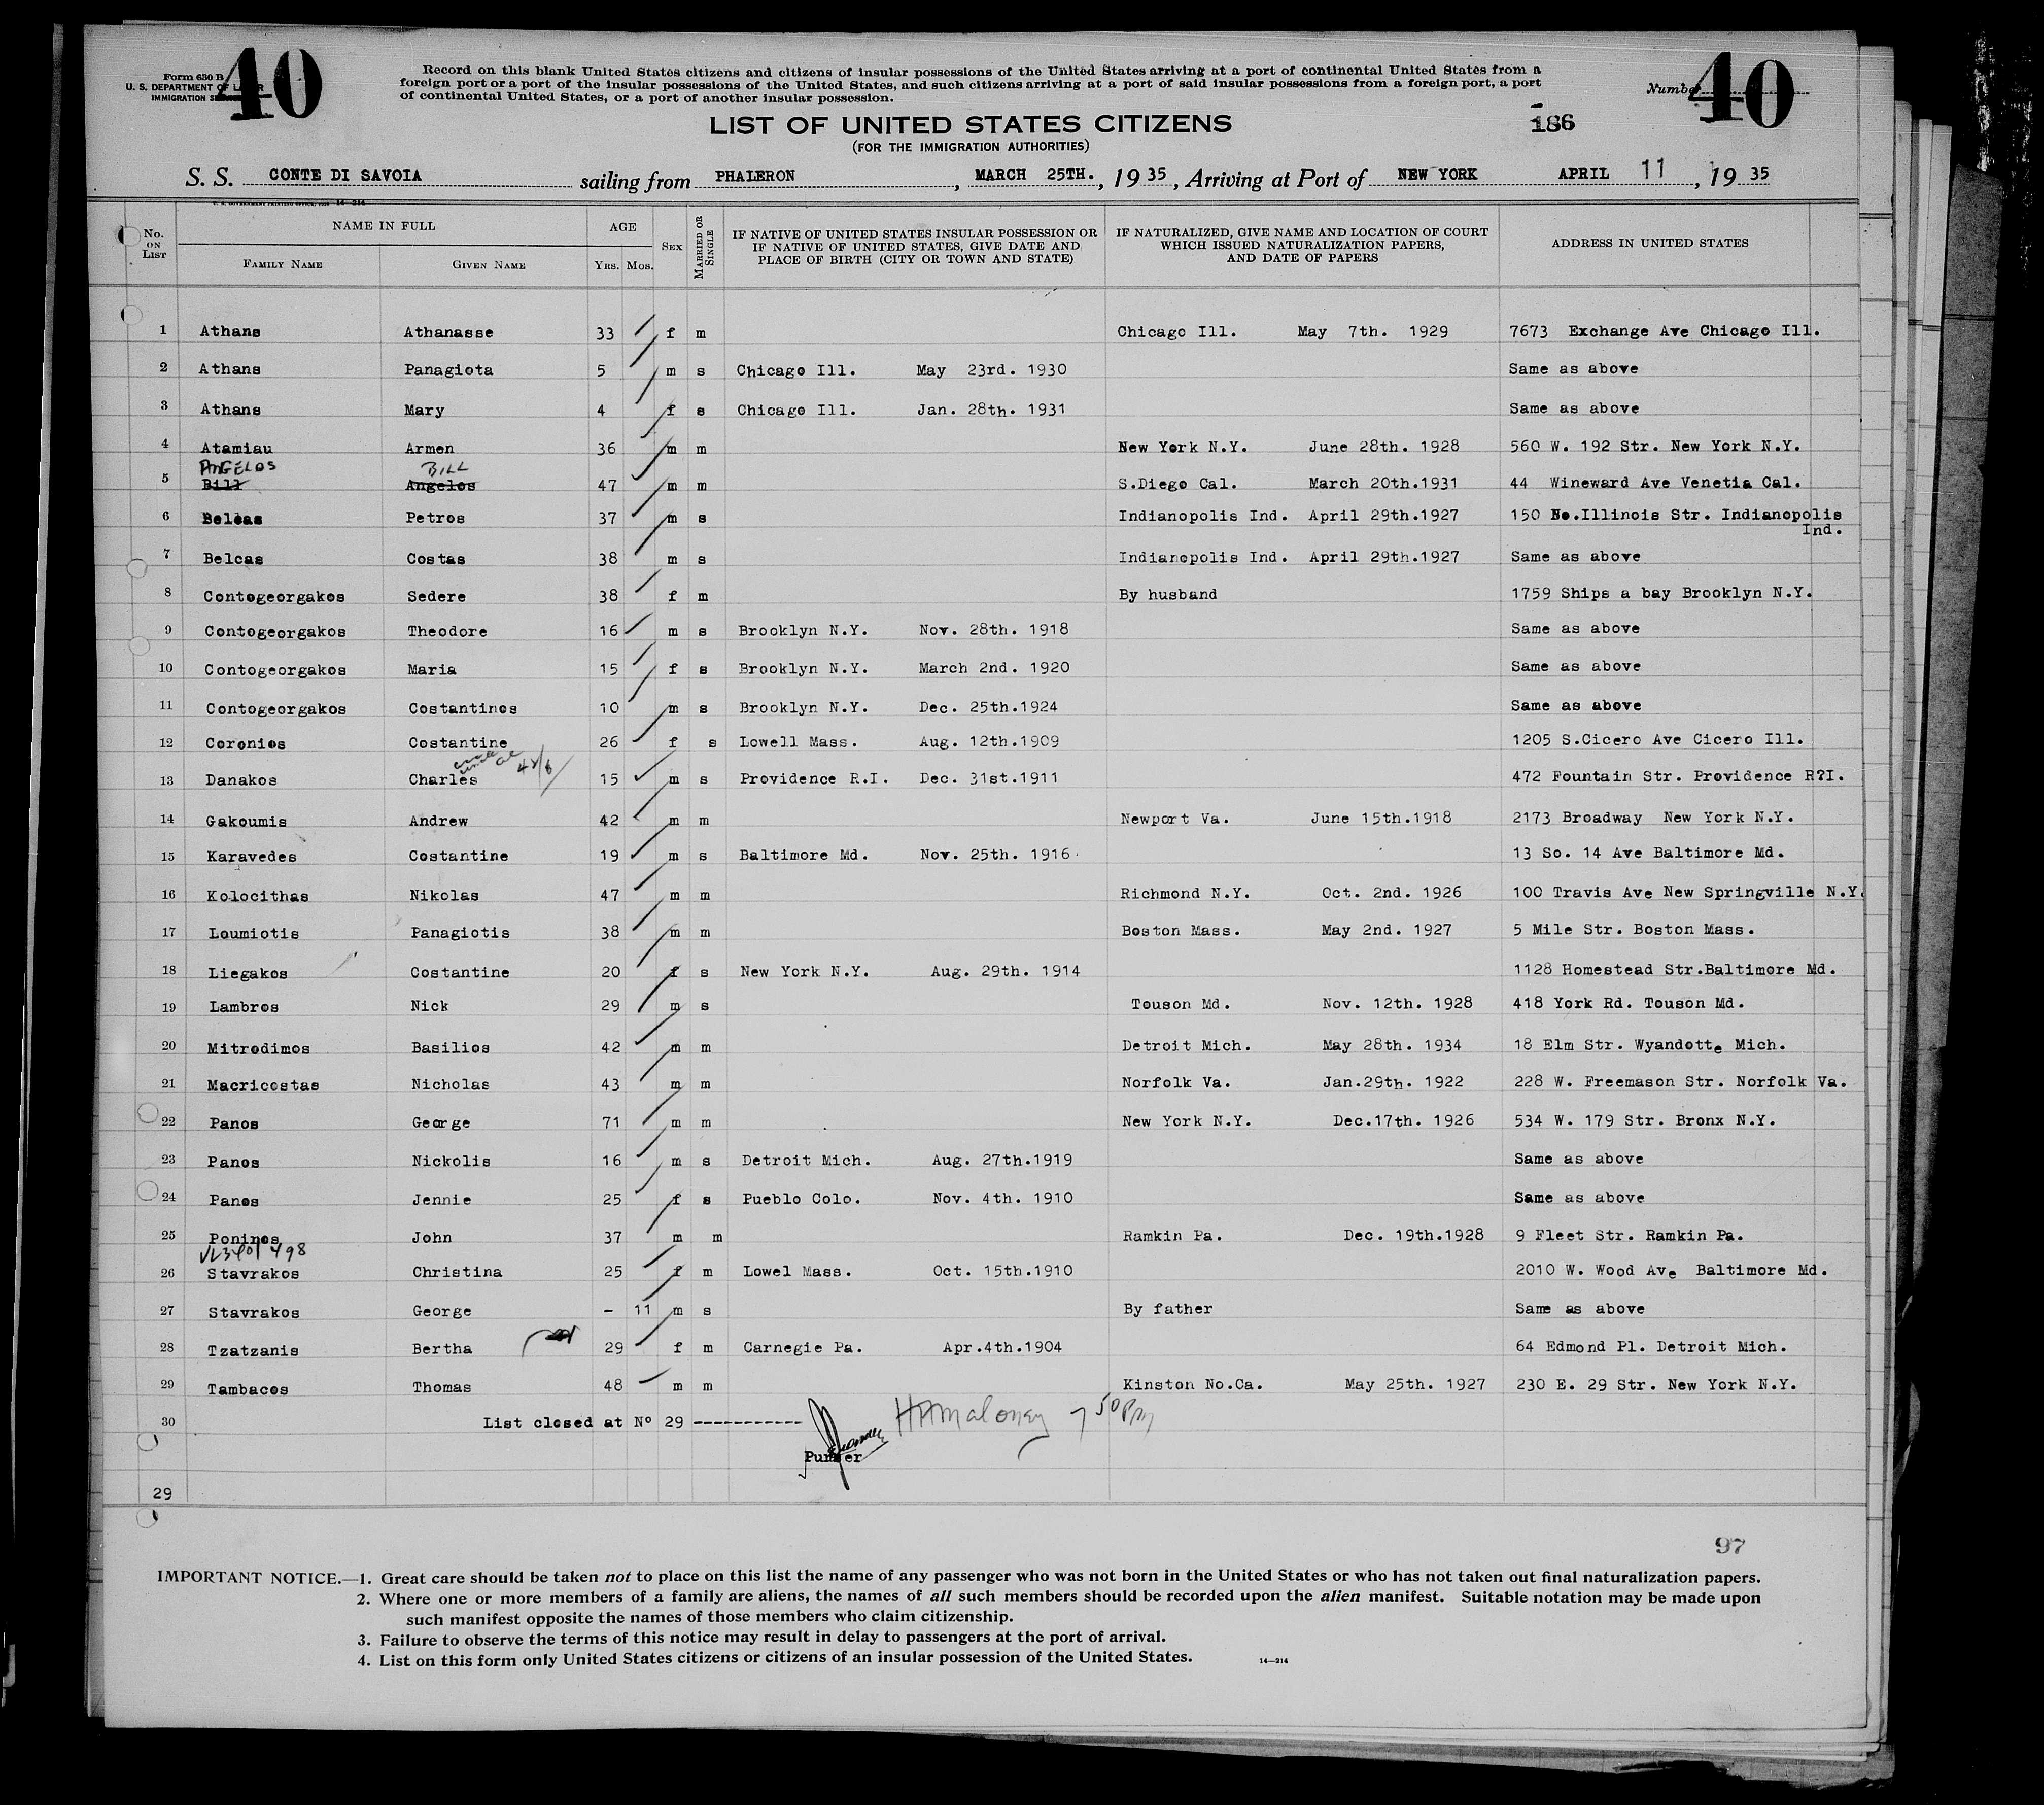 40
40
Form 630 B
U. S. DEPARTMENT OF LABOR
IMMIGRATION SERVICE
Record on this blank United States citizens and citizens of insular possessions of the United States arriving at a port of continental United States from a
foreign port or a port of the insular possessions of the United States, and such citizens arriving at a port of said insular possessions from a foreign port, a port
of continental United States, or a port of another insular possession.
Number
LIST OF UNITED STATES CITIZENS
186
(FOR THE IMMIGRATION AUTHORITIES)
S. S. CONTE DI SAVOIA sailing from PHALERON, MARCH 25TH., 19 35, Arriving at Port of NEW YORK APRIL 11, 19 35
No. ON LIST NAME IN FULL AGE SEX MARRIED OR SINGLE IF NATIVE OF UNITED STATES INSULAR POSSESSION OR IF NATIVE OF UNITED STATES, GIVE DATE AND PLACE OF BIRTH (CITY OR TOWN AND STATE) IF NATURALIZED, GIVE NAME AND LOCATION OF COURT WHICH ISSUED NATURALIZATION PAPERS, AND DATE OF PAPERS ADDRESS IN UNITED STATES
FAMILY NAME GIVEN NAME YRS. MOS.
1 Athans Athanasse 33 f m Chicago Ill. May 7th. 1929 7673 Exchange Ave Chicago Ill.
2 Athans Panagiota 5 m s Chicago Ill. May 23rd. 1930 Same as above
3 Athans Mary 4 f s Chicago Ill. Jan. 28th. 1931 Same as above
4 Atamiau Armen 36 m m New York N.Y. June 28th. 1928 560 W. 192 Str. New York N.Y.
ANGELOS BILL
5 Bill Angelos 47 m m S.Diego Cal. March 20th.1931 44 Wineward Ave Venetia Cal.
6 Belcas Petros 37 m s Indianopolis Ind. April 29th.1927 150 No.Illinois Str. Indianopolis
Ind.
7 Belcas Costas 38 m s Indianopolis Ind. April 29th.1927 Same as above
8 Contogeorgakos Sedere 38 f m By husband 1759 Ships a bay Brooklyn N.Y.
9 Contogeorgakos Theodore 16 m s Brooklyn N.Y. Nov. 28th. 1918 Same as above
10 Contogeorgakos Maria 15 f s Brooklyn N.Y. March 2nd. 1920 Same as above
11 Contogeorgakos Costantinos 10 m s Brooklyn N.Y. Dec. 25th.1924 Same as above
12 Coronios Costantine 26 f s Lowell Mass. Aug. 12th.1909 1205 S.Cicero Ave Cicero Ill.
13 Danakos Charles 15 m s Providence R.I. Dec. 31st.1911 472 Fountain Str. Providence R?I.
14 Gakoumis Andrew 42 m m Newport Va. June 15th.1918 2173 Broadway New York N.Y.
15 Karavedes Costantine 19 m s Baltimore Md. Nov. 25th. 1916 13 So. 14 Ave Baltimore Md.
16 Kolocithas Nikolas 47 m m Richmond N.Y. Oct. 2nd. 1926 100 Travis Ave New Springville N.Y.
17 Loumiotis Panagiotis 38 m m Boston Mass. May 2nd. 1927 5 Mile Str. Boston Mass.
18 Liegakos Costantine 20 f s New York N.Y. Aug. 29th. 1914 1128 Homestead Str.Baltimore Md.
19 Lambros Nick 29 m s Touson Md. Nov. 12th. 1928 418 York Rd. Touson Md.
20 Mitrodimos Basilios 42 m m Detroit Mich. May 28th. 1934 18 Elm Str. Wyandotte Mich.
21 Macricostas Nicholas 43 m m Norfolk Va. Jan.29th. 1922 228 W. Freemason Str. Norfolk Va.
22 Panos George 71 m m New York N.Y. Dec.17th. 1926 534 W. 179 Str. Bronx N.Y.
23 Panos Nickolis 16 m s Detroit Mich. Aug. 27th.1919 Same as above
24 Panos Jennie 25 f s Pueblo Colo. Nov. 4th. 1910 Same as above
25 Poninos John 37 m m Ramkin Pa. Dec. 19th.1928 9 Fleet Str. Ramkin Pa.
26 Stavrakos Christina 25 f m Lowel Mass. Oct. 15th.1910 2010 W. Wood Ave Baltimore Md.
27 Stavrakos George - 11 m s By father Same as above
28 Tzatzanis Bertha 29 f m Carnegie Pa. Apr.4th.1904 64 Edmond Pl. Detroit Mich.
29 Tambacos Thomas 48 m m Kinston No.Ca. May 25th. 1927 230 E. 29 Str. New York N.Y.
30 List closed at Nº 29 ----------- HAMaloney 7 50 PM
Purser
29
97
IMPORTANT NOTICE.—1. Great care should be taken not to place on this list the name of any passenger who was not born in the United States or who has not taken out final naturalization papers.
2. Where one or more members of a family are aliens, the names of all such members should be recorded upon the alien manifest. Suitable notation may be made upon
such manifest opposite the names of those members who claim citizenship.
3. Failure to observe the terms of this notice may result in delay to passengers at the port of arrival.
4. List on this form only United States citizens or citizens of an insular possession of the United States. 14—214